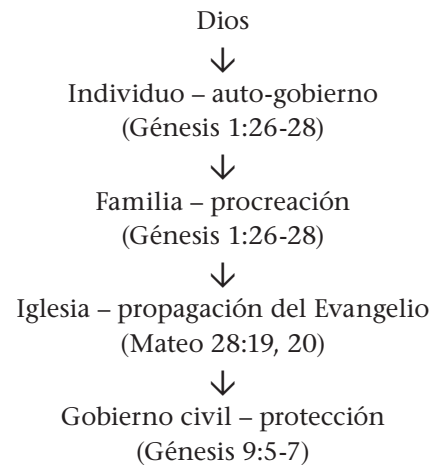 Dios
↓
Individuo – auto-gobierno
(Génesis 1:26-28)
↓
Familia – procreación
(Génesis 1:26-28)
↓
Iglesia – propagación del Evangelio
(Mateo 28:19, 20)
↓
Gobierno civil – protección
(Génesis 9:5-7)